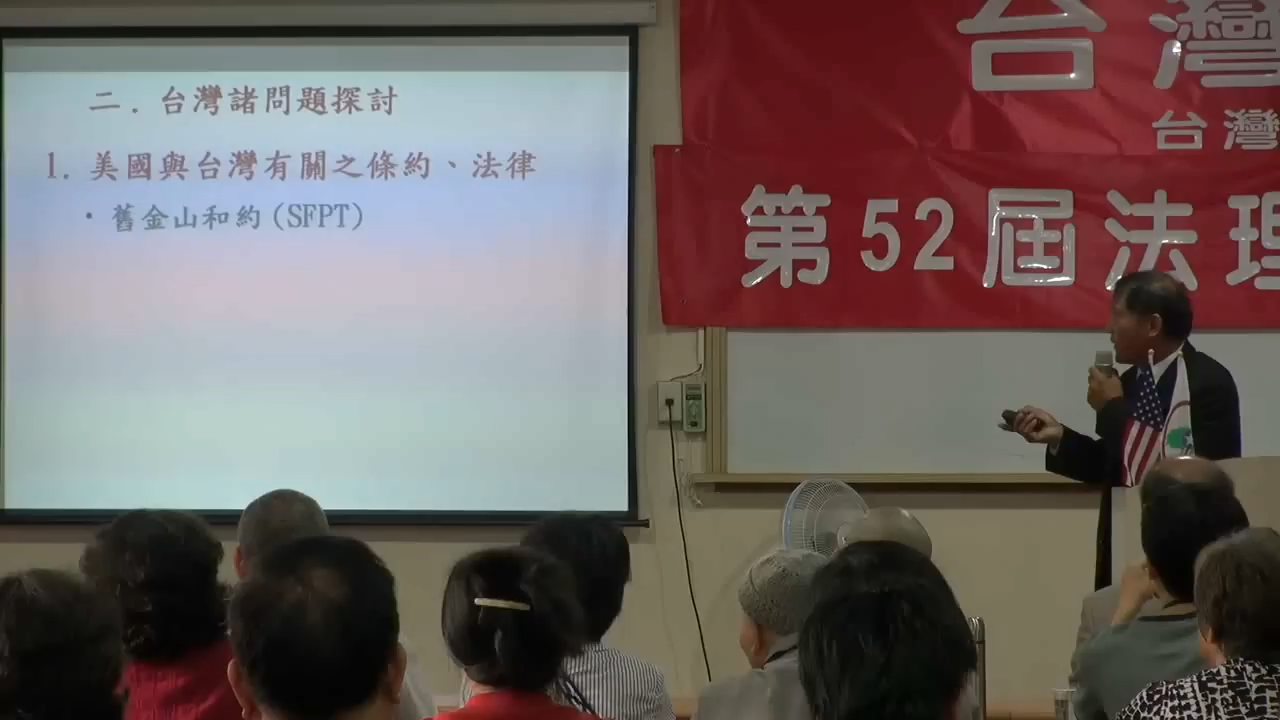 二. 台灣諸問題探討
1. 美國與台灣有關之條約、法律
• 舊金山和約(SFPT)
台灣
台灣
第52屆法理